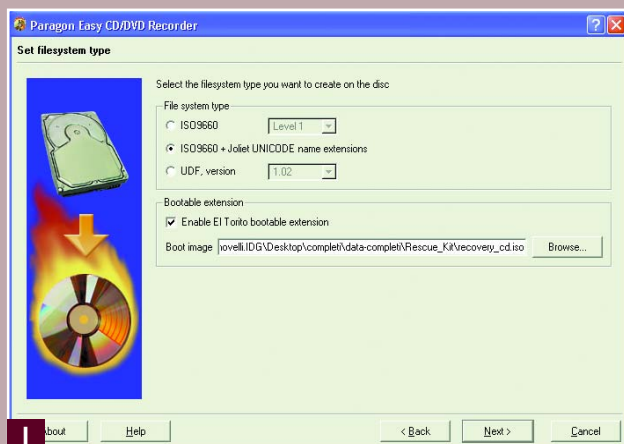 Paragon Easy CD/DVD Recorder
Set filesystem type
Select the filesystem type you want to create on the disc
File system type
ISO9660
Level 1
ISO9660 + Joliet UNICODE name extensions
UDF, version
1.02
Bootable extension
Enable El Torito bootable extension
Boot image
ovelli.IDG\Desktop\completi\data-completi\Rescue_Kit\recovery_cd.iso
Browse...
bout
Help
< Back
Next >
Cancel